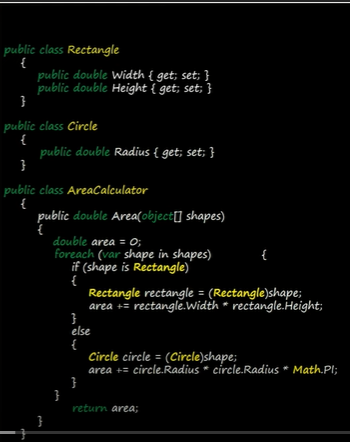 public class Rectangle
{
public double Width { get; set; }
public double Height { get; set; }
}
public class Circle
{
public double Radius { get; set; }
}
public class AreaCalculator
{
public double Area(object[] shapes)
{
double area = 0;
foreach (var shape in shapes) {
if (shape is Rectangle)
{
Rectangle rectangle = (Rectangle)shape;
area += rectangle.Width * rectangle.Height;
}
else
{
Circle circle = (Circle)shape;
area += circle.Radius * circle.Radius * Math.PI;
}
}
return area;
}
}